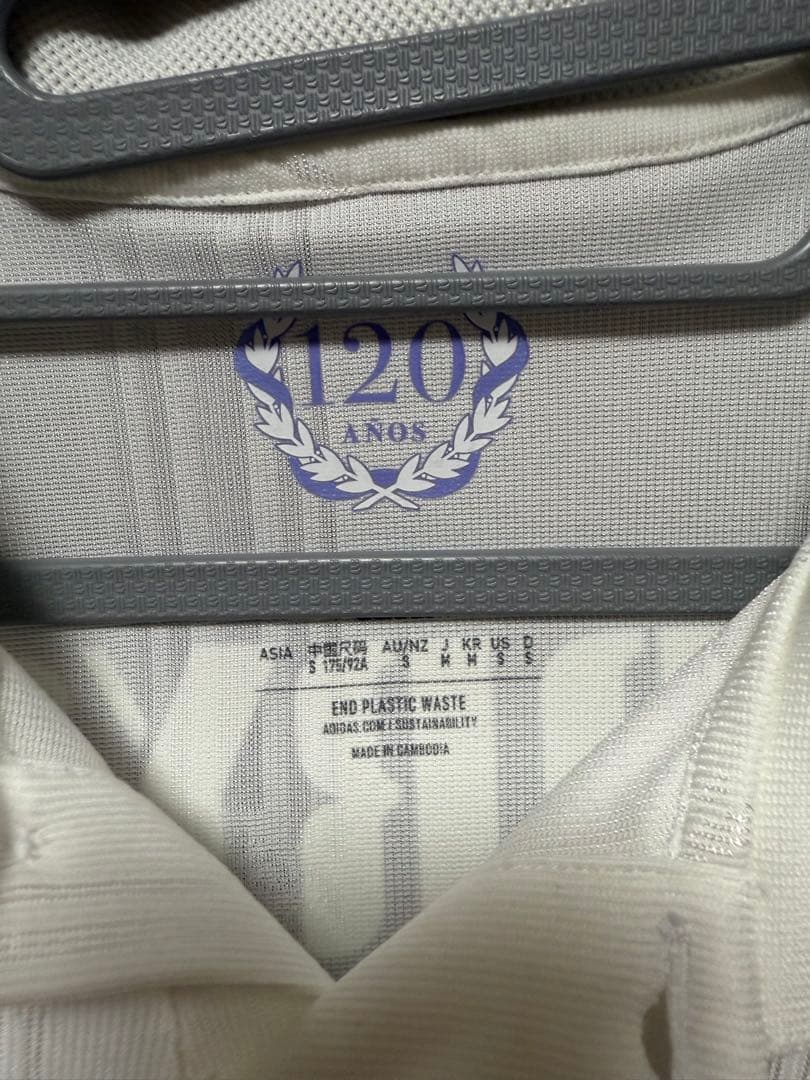 120
AÑOS
ASIA 中国尺码 AU/NZ J KR US D
S 175/92A S M M S S
END PLASTIC WASTE
ADIDAS.COM/SUSTAINABILITY
MADE IN CAMBODIA